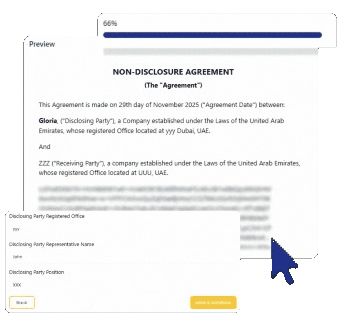 66%
Preview
NON-DISCLOSURE AGREEMENT
(The "Agreement")
This Agreement is made on 29th day of November 2025 ("Agreement Date") between:
Gloria, ("Disclosing Party"), a Company established under the Laws of the United Arab
Emirates, whose registered Office located at yyy Dubai, UAE.
And
ZZZ ("Receiving Party"), a company established under the Laws of the United Arab Emirates,
whose registered Office located at UUU, UAE.
Disclosing Party Registered Office
Disclosing Party Representative Name
John
Disclosing Party Position
XXX
Back